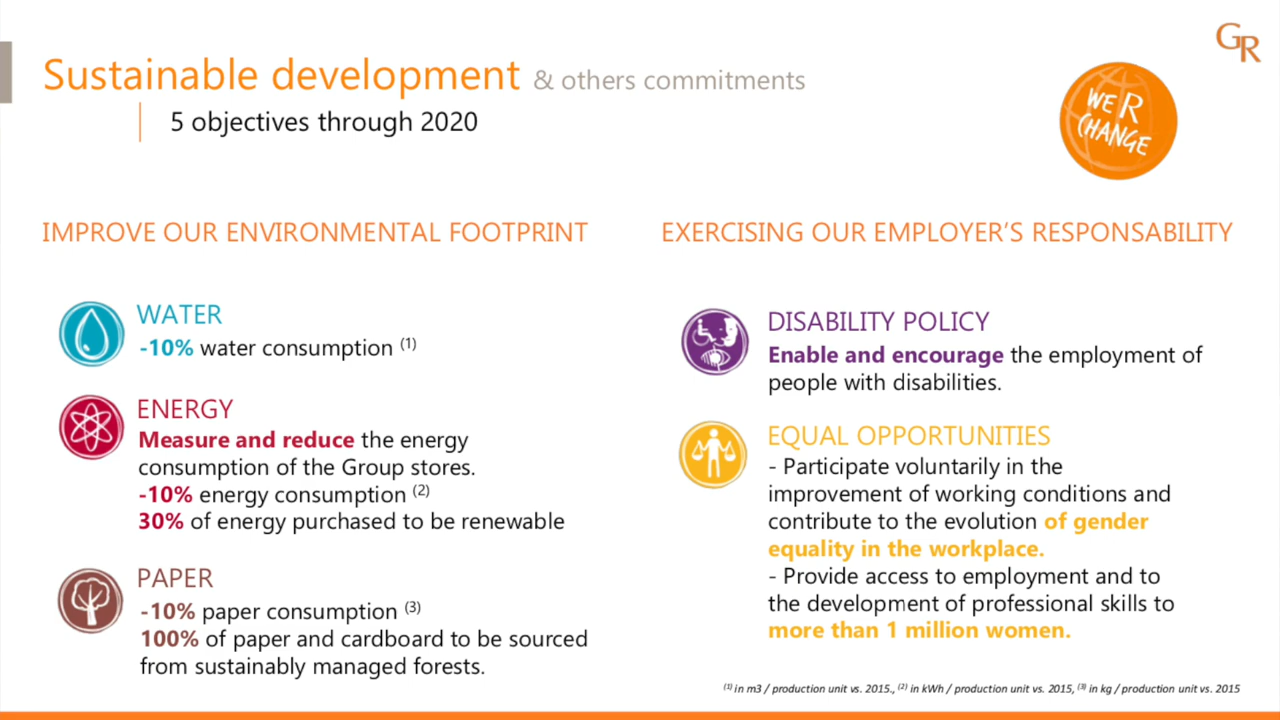 GR
Sustainable development & others commitments
5 objectives through 2020
WE R
CHANGE
IMPROVE OUR ENVIRONMENTAL FOOTPRINT
WATER
-10% water consumption (1)
ENERGY
Measure and reduce the energy
consumption of the Group stores.
-10% energy consumption (2)
30% of energy purchased to be renewable
PAPER
-10% paper consumption (3)
100% of paper and cardboard to be sourced
from sustainably managed forests.
EXERCISING OUR EMPLOYER'S RESPONSABILITY
DISABILITY POLICY
Enable and encourage the employment of
people with disabilities.
EQUAL OPPORTUNITIES
- Participate voluntarily in the
improvement of working conditions and
contribute to the evolution of gender
equality in the workplace.
- Provide access to employment and to
the development of professional skills to
more than 1 million women.
(1) in m3 / production unit vs. 2015., (2) in kWh / production unit vs. 2015, (3) in kg / production unit vs. 2015